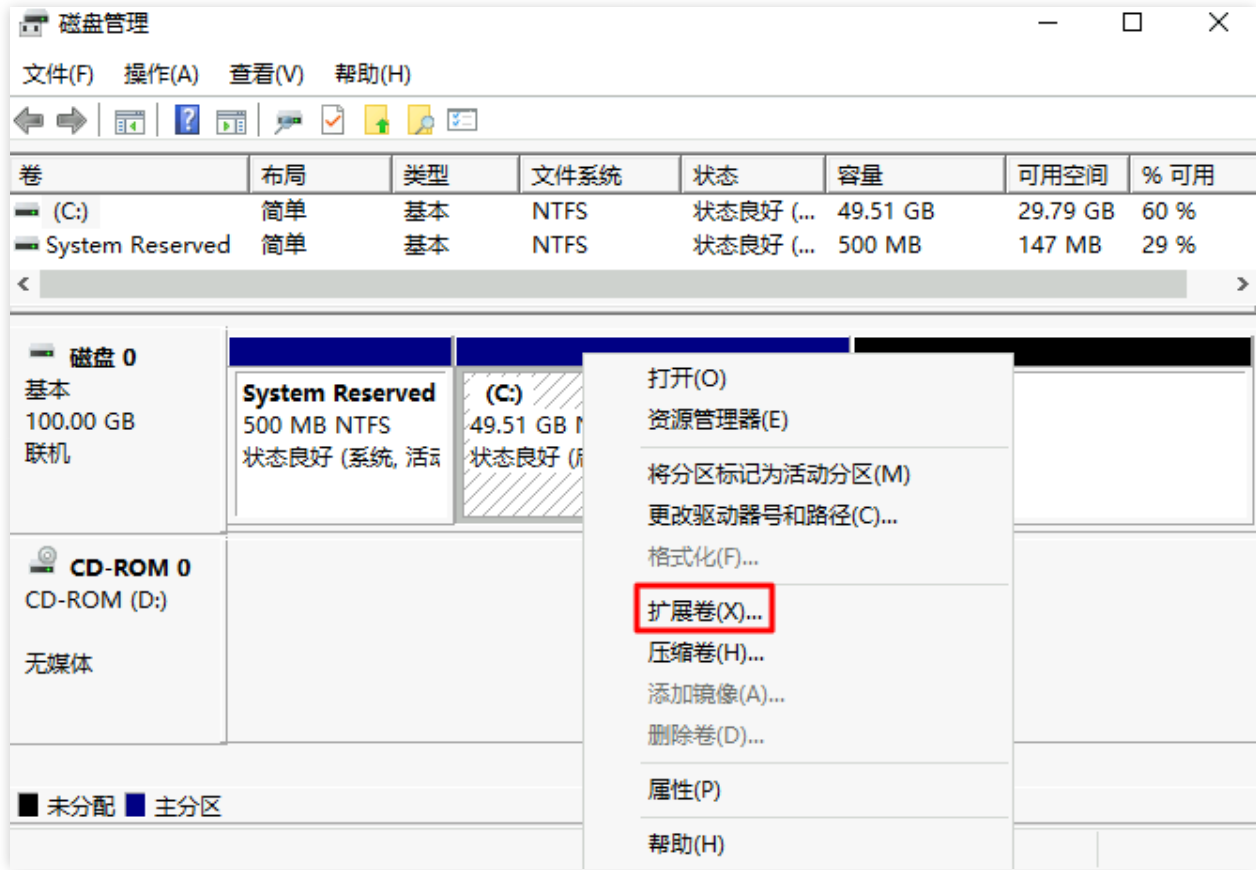 磁盘管理
文件(F) 操作(A) 查看(V) 帮助(H)
卷 布局 类型 文件系统 状态 容量 可用空间 % 可用
(C:) 简单 基本 NTFS 状态良好 (... 49.51 GB 29.79 GB 60 %
System Reserved 简单 基本 NTFS 状态良好 (... 500 MB 147 MB 29 %
磁盘 0
基本
100.00 GB
联机
System Reserved
500 MB NTFS
状态良好 (系统, 活动
(C:)
49.51 GB
状态良好
打开(O)
资源管理器(E)
将分区标记为活动分区(M)
更改驱动器号和路径(C)...
格式化(F)...
扩展卷(X)...
压缩卷(H)...
添加镜像(A)...
删除卷(D)...
属性(P)
帮助(H)
CD-ROM 0
CD-ROM (D:)
无媒体
未分配 主分区